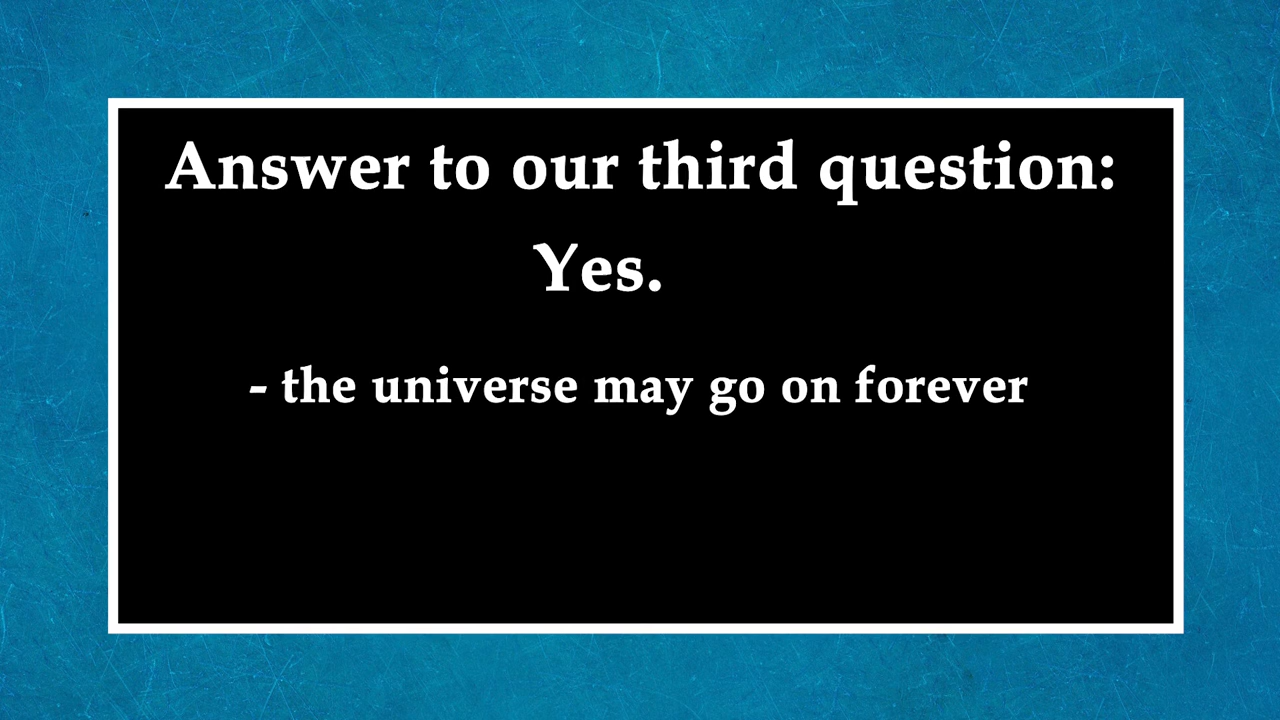 Answer to our third question:
Yes.
- the universe may go on forever